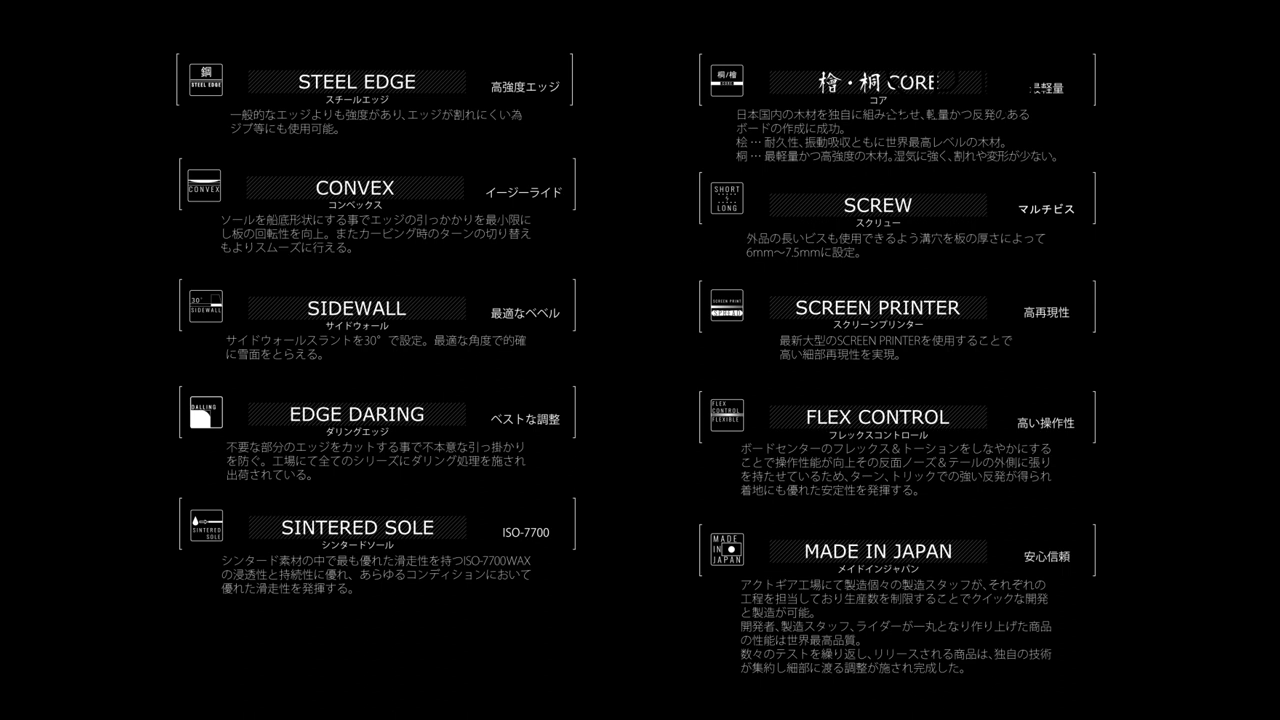 鋼
STEEL EDGE
STEEL EDGE
高強度エッジ
スチールエッジ
一般的なエッジよりも強度があり、エッジが割れにくい為
ジブ等にも使用可能。
CONVEX
CONVEX
イージーライド
コンベックス
ソールを船底形状にする事でエッジの引っかかりを最小限に
し板の回転性を向上。またカービング時のターンの切り替え
もよりスムーズに行える。
30°
SIDEWALL
SIDEWALL
最適なベベル
サイドウォール
サイドウォールスラントを30°で設定。最適な角度で的確
に雪面をとらえる。
DALLING
EDGE DARING
ベストな調整
ダリングエッジ
不要な部分のエッジをカットする事で不本意な引っ掛かり
を防ぐ。工場にて全てのシリーズにダリング処理を施され
出荷されている。
SINTERED
SOLE
SINTERED SOLE
ISO-7700
シンタードソール
シンタード素材の中で最も優れた滑走性を持つISO-7700WAX
の浸透性と持続性に優れ、あらゆるコンディションにおいて
優れた滑走性を発揮する。
桐/檜
檜・桐 CORE
最軽量
コア
日本国内の木材を独自に組み合わせ、軽量かつ反発のある
ボードの作成に成功。
桧…耐久性、振動吸収ともに世界最高レベルの木材。
桐…最軽量かつ高強度の木材。湿気に強く、割れや変形が少ない。
SHORT
LONG
SCREW
マルチビス
スクリュー
外品の長いビスも使用できるよう溝穴を板の厚さによって
6mm～7.5mmに設定。
SCREEN PRINT
SPREAD
SCREEN PRINTER
高再現性
スクリーンプリンター
最新大型のSCREEN PRINTERを使用することで
高い細部再現性を実現。
FLEX
CONTROL
FLEXIBLE
FLEX CONTROL
高い操作性
フレックスコントロール
ボードセンターのフレックス＆トーションをしなやかにする
ことで操作性能が向上その反面ノーズ＆テールの外側に張り
を持たせているため、ターン、トリックでの強い反発が得られ
着地にも優れた安定性を発揮する。
MADE
IN
JAPAN
MADE IN JAPAN
安心信頼
メイドインジャパン
アクトギア工場にて製造個々の製造スタッフが、それぞれの
工程を担当しており生産数を制限することでクイックな開発
と製造が可能。
開発者、製造スタッフ、ライダーが一丸となり作り上げた商品
の性能は世界最高品質。
数々のテストを繰り返し、リリースされる商品は、独自の技術
が集約し細部に渡る調整が施され完成した。